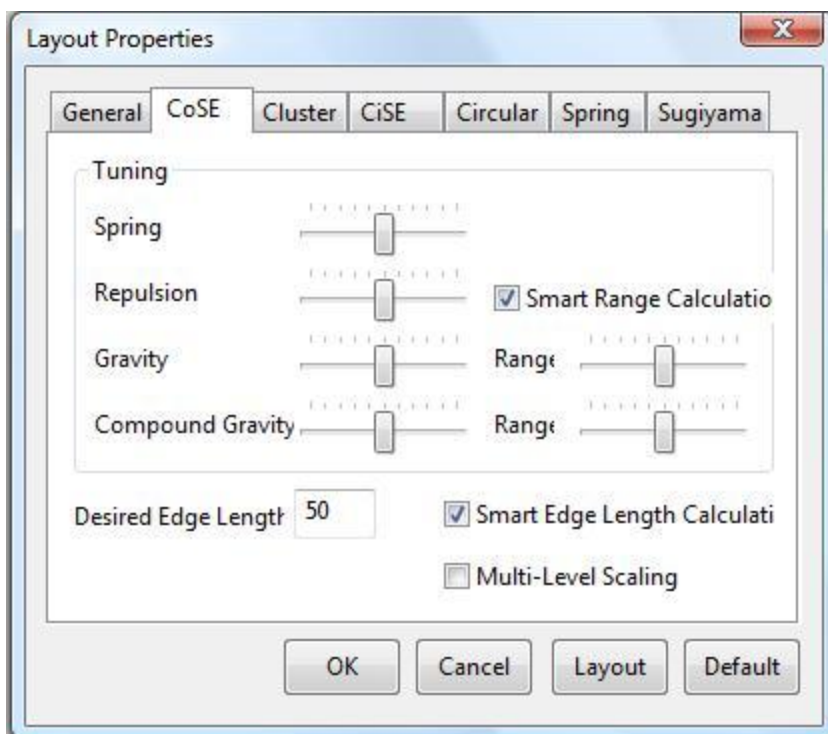 Layout Properties
General CoSE Cluster CiSE Circular Spring Sugiyama
Tuning
Spring
Repulsion Smart Range Calculatio
Gravity Range
Compound Gravity Range
Desired Edge Length 50 Smart Edge Length Calculati
Multi-Level Scaling
OK Cancel Layout Default